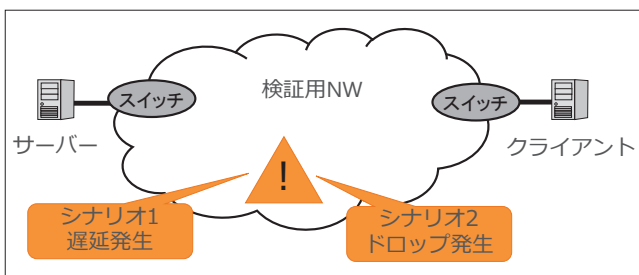 検証用NW
スイッチ
スイッチ
サーバー
クライアント
!
シナリオ1
遅延発生
シナリオ2
ドロップ発生